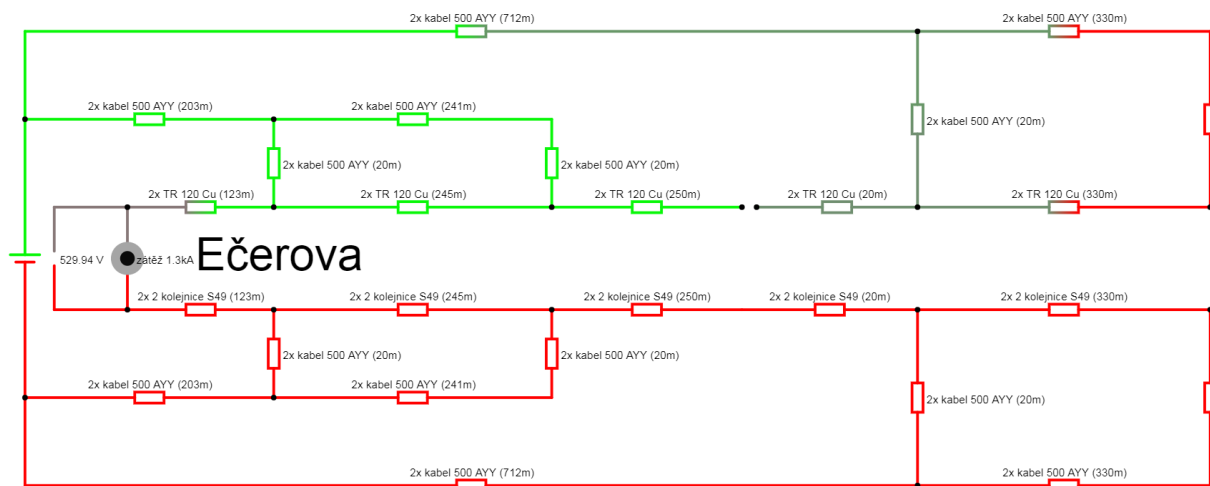 2x kabel 500 AYY (712m)
2x kabel 500 AYY (330m)
2x kabel 500 AYY (203m)
2x kabel 500 AYY (241m)
2x kabel 500 AYY (20m)
2x kabel 500 AYY (20m)
2x kabel 500 AYY (20m)
2x TR 120 Cu (123m)
2x TR 120 Cu (245m)
2x TR 120 Cu (250m)
2x TR 120 Cu (20m)
2x TR 120 Cu (330m)
529.94 V
zátěž 1.3kA
Ečerova
2x 2 kolejnice S49 (123m)
2x 2 kolejnice S49 (245m)
2x 2 kolejnice S49 (250m)
2x 2 kolejnice S49 (20m)
2x 2 kolejnice S49 (330m)
2x kabel 500 AYY (20m)
2x kabel 500 AYY (20m)
2x kabel 500 AYY (203m)
2x kabel 500 AYY (241m)
2x kabel 500 AYY (20m)
2x kabel 500 AYY (712m)
2x kabel 500 AYY (330m)